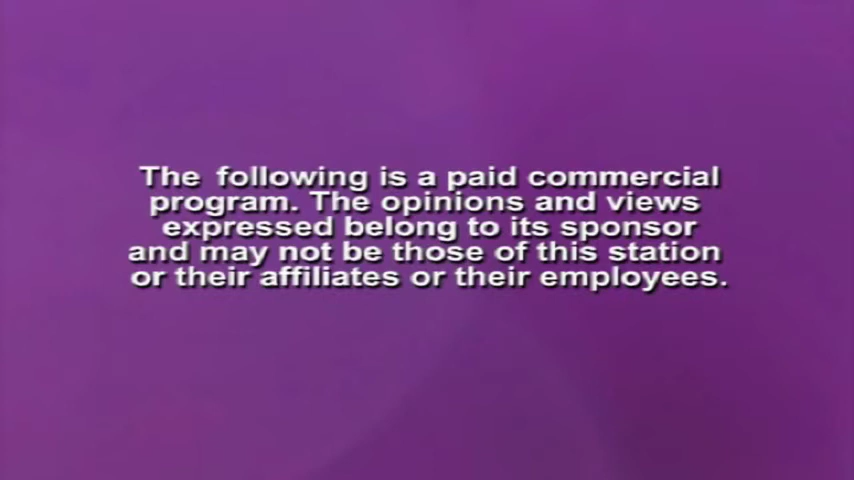 The following is a paid commercial
program. The opinions and views
expressed belong to its sponsor
and may not be those of this station
or their affiliates or their employees.